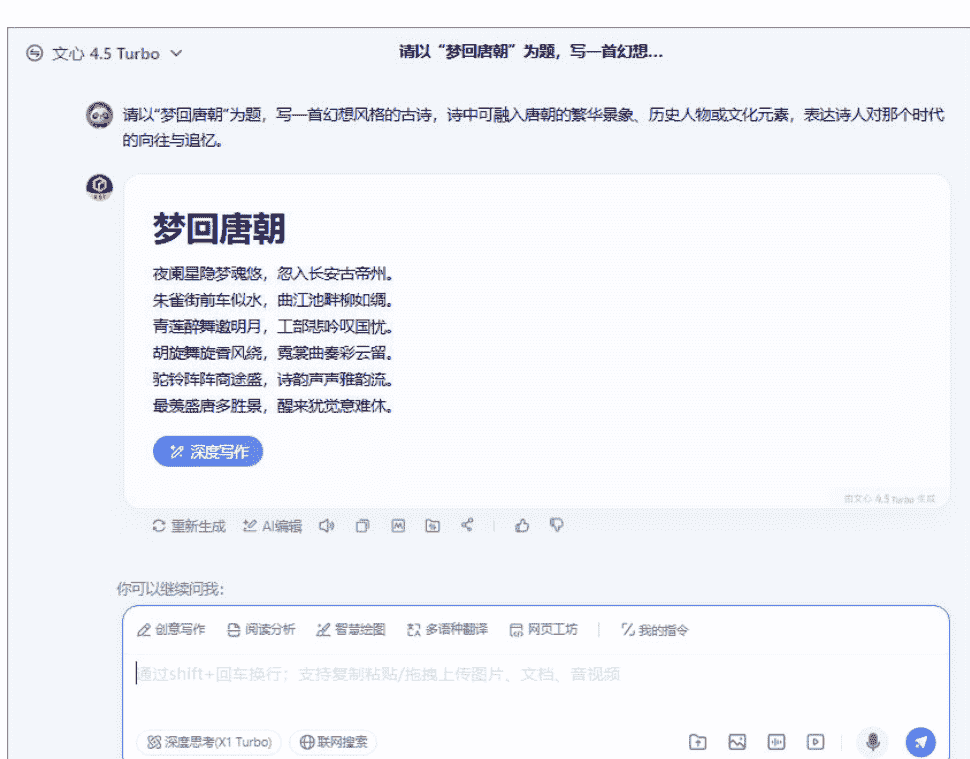 文心 4.5 Turbo
请以“梦回唐朝”为题，写一首幻想...
请以“梦回唐朝”为题，写一首幻想风格的古诗，诗中可融入唐朝的繁华景象、历史人物或文化元素，表达诗人对那个时代
的向往与追忆。
梦回唐朝
夜阑星隐梦魂悠，忽入长安古帝州。
朱雀街前车似水，曲江池畔柳如绸。
青莲醉舞邀明月，工部悲吟叹国忧。
胡旋舞旋香风绕，霓裳曲奏彩云留。
驼铃阵阵商途盛，诗韵声声雅韵流。
最羡盛唐多胜景，醒来犹觉意难休。
深度写作
由文心 4.5 Turbo 生成
重新生成 AI编辑
你可以继续问我：
创意写作 阅读分析 智慧绘图 多语种翻译 网页工坊 我的指令
通过shift+回车换行；支持复制粘贴/拖拽上传图片、文档、音视频
深度思考(X1 Turbo) 联网搜索